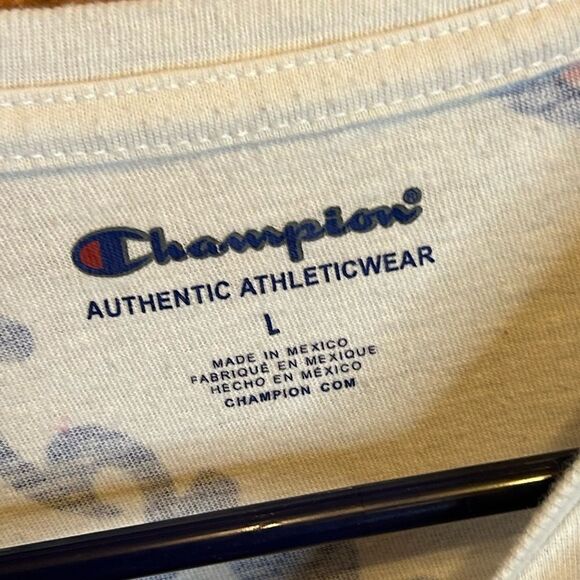 Champion®
AUTHENTIC ATHLETICWEAR
L
MADE IN MEXICO
FABRIQUÉ EN MEXIQUE
HECHO EN MÉXICO
CHAMPION COM